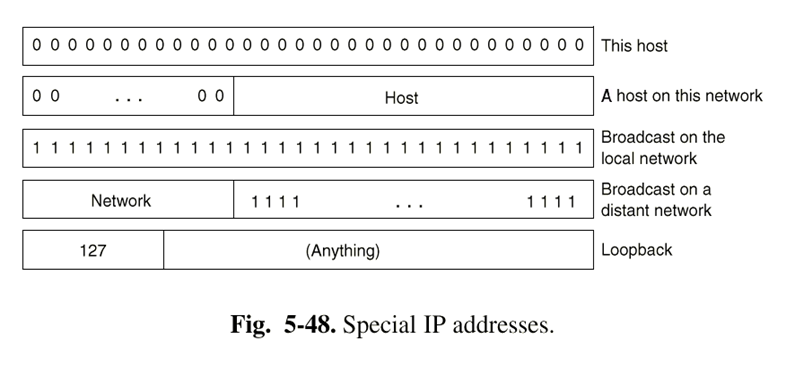 0 0 0 0 0 0 0 0 0 0 0 0 0 0 0 0 0 0 0 0 0 0 0 0 0 0 0 0 0 0 0 0 This host
0 0 ... 0 0 Host A host on this network
1 1 1 1 1 1 1 1 1 1 1 1 1 1 1 1 1 1 1 1 1 1 1 1 1 1 1 1 1 1 1 1 Broadcast on the
local network
Network 1 1 1 1 ... 1 1 1 1 Broadcast on a
distant network
127 (Anything) Loopback
Fig. 5-48. Special IP addresses.